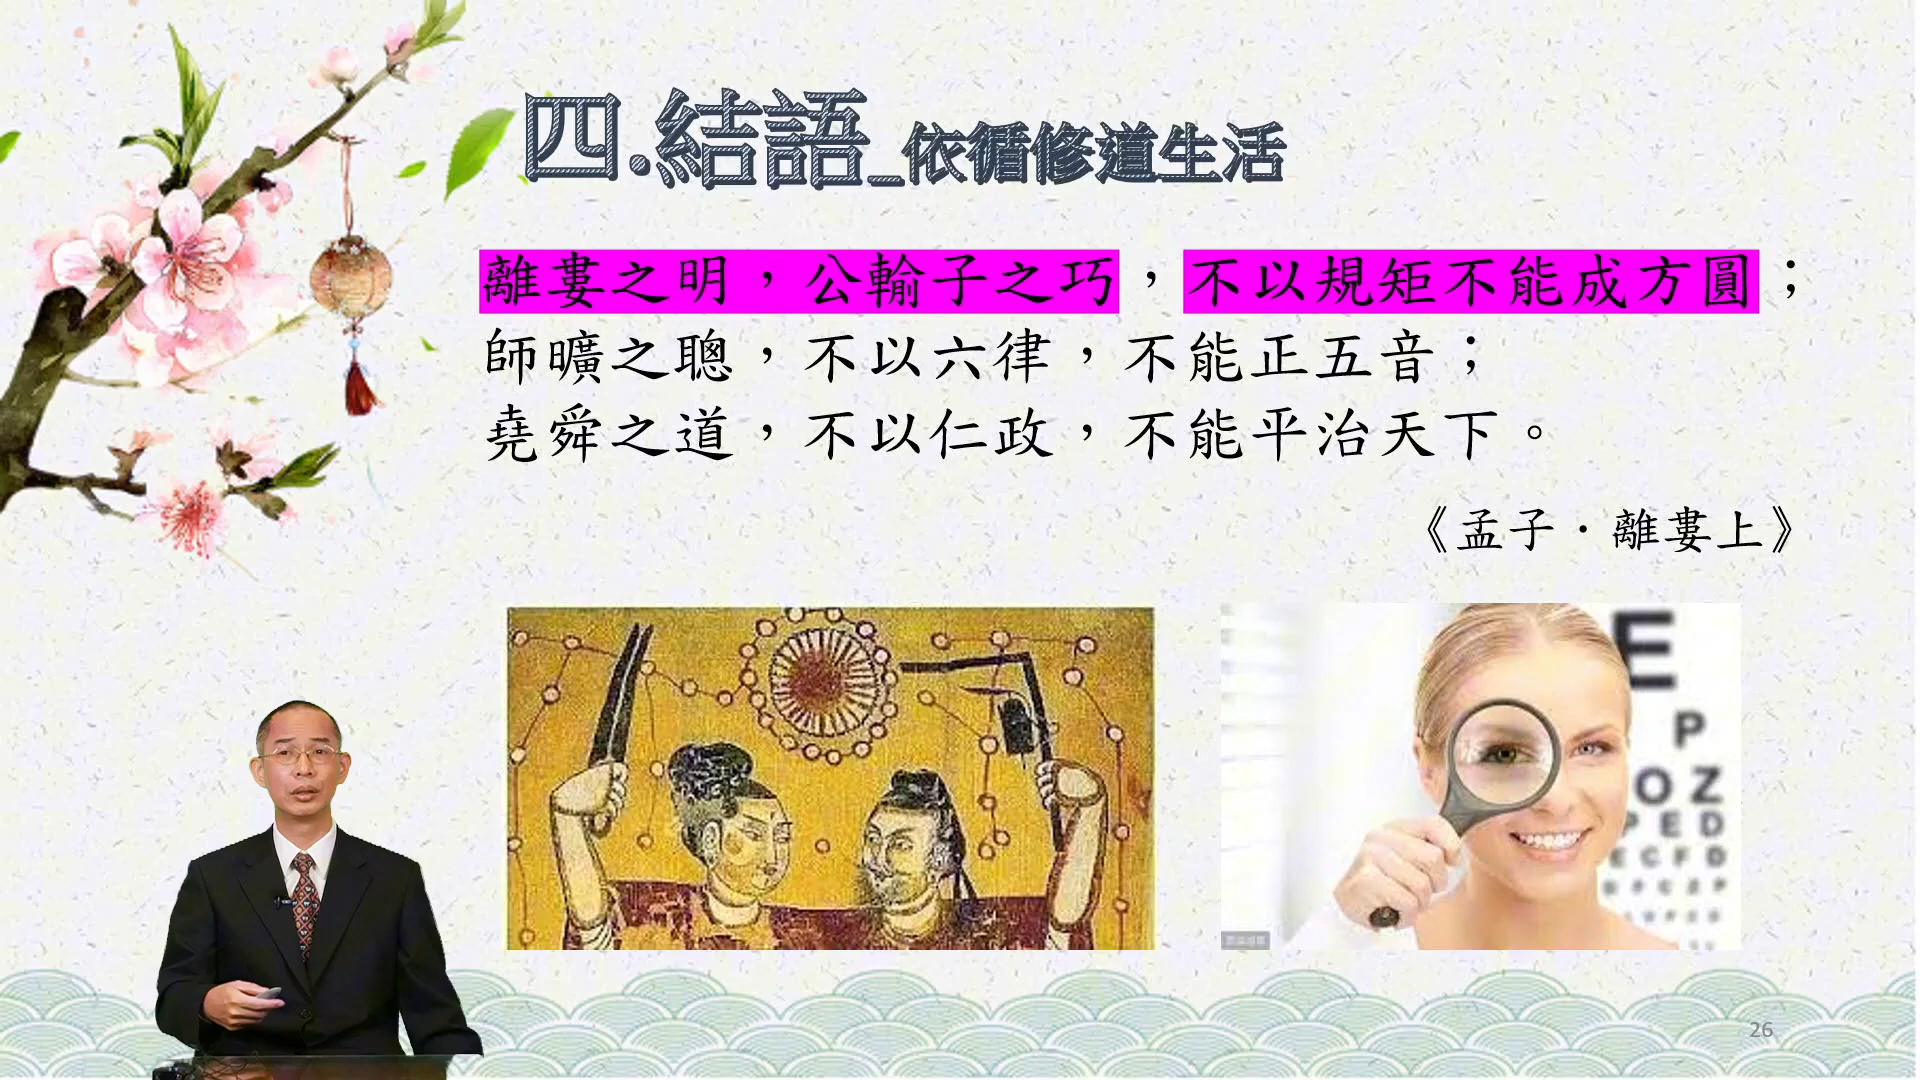 四.結語_依循修道生活
離婁之明，公輸子之巧，不以規矩不能成方圓；
師曠之聰，不以六律，不能正五音；
堯舜之道，不以仁政，不能平治天下。
《孟子．離婁上》
E
P
OZ
PED
ECFD
26